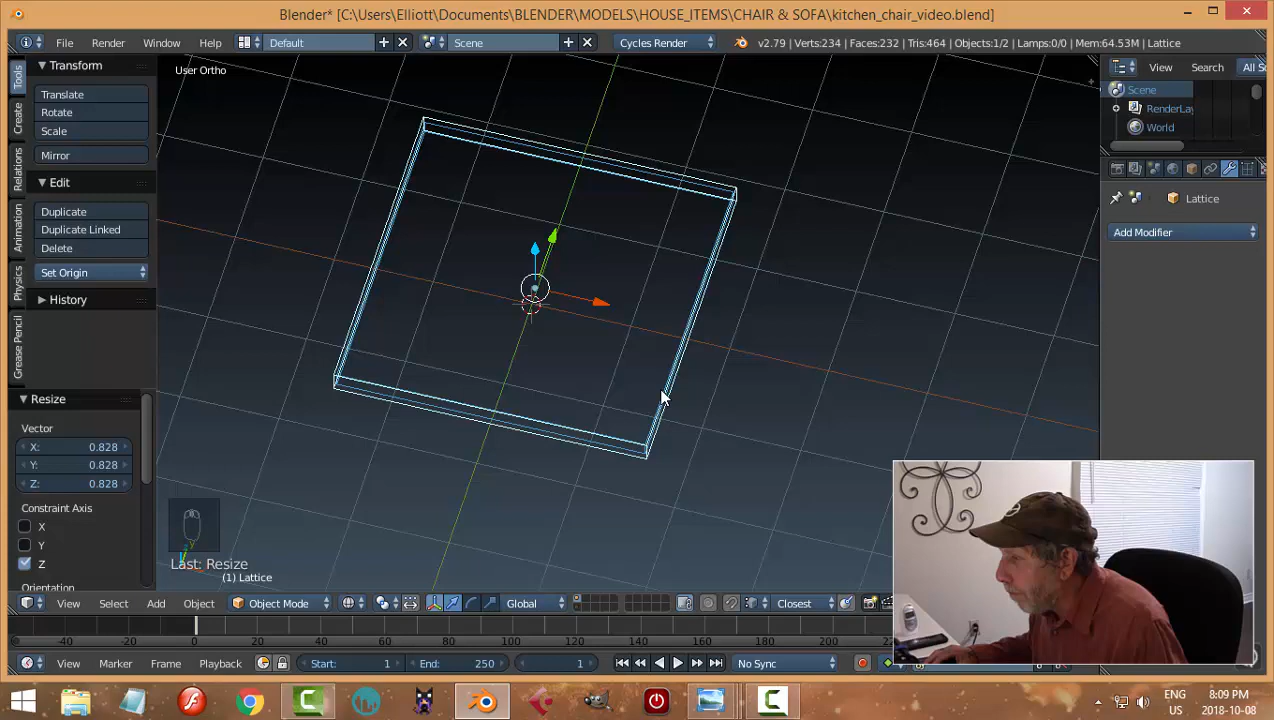 Blender* [C:\Users\Elliott\Documents\BLENDER\MODELS\HOUSE_ITEMS\CHAIR & SOFA\kitchen_chair_video.blend]
File Render Window Help Default Scene Cycles Render v2.79 | Verts:234 | Faces:232 | Tris:464 | Objects:1/2 | Lamps:0/0 | Mem:64.53M | Lattice
Tools
Create
Relations
Animation
Physics
Grease Pencil
Transform
Translate
Rotate
Scale
Mirror
Edit
Duplicate
Duplicate Linked
Delete
Set Origin
History
Resize
Vector
X: 0.828
Y: 0.828
Z: 0.828
Constraint Axis
X
Y
Z
Orientation
User Ortho
Last: Resize
(1) Lattice
View Search All Sc
Scene
RenderLay
World
Lattice
Add Modifier
View Select Add Object Object Mode Global Closest
-40 -20 0 20 40 60 80 100 120 140 160 180 200
View Marker Frame Playback Start: 1 End: 250 1 No Sync
ENG
US
8:09 PM
2018-10-08